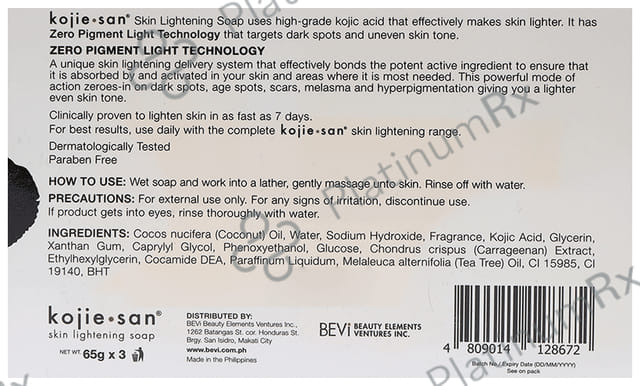 kojie•san® Skin Lightening Soap uses high-grade kojic acid that effectively makes skin lighter. It has
Zero Pigment Light Technology that targets dark spots and uneven skin tone.
ZERO PIGMENT LIGHT TECHNOLOGY
A unique skin lightening delivery system that effectively bonds the potent active ingredient to ensure that
it is absorbed by and activated in your skin and areas where it is most needed. This powerful mode of
action zeroes-in on dark spots, age spots, scars, melasma and hyperpigmentation giving you a lighter
even skin tone.
Clinically proven to lighten skin in as fast as 7 days.
For best results, use daily with the complete kojie•san® skin lightening range.
Dermatologically Tested
Paraben Free
HOW TO USE: Wet soap and work into a lather, gently massage unto skin. Rinse off with water.
PRECAUTIONS: For external use only. For any signs of irritation, discontinue use.
If product gets into eyes, rinse thoroughly with water.
INGREDIENTS: Cocos nucifera (Coconut) Oil, Water, Sodium Hydroxide, Fragrance, Kojic Acid, Glycerin,
Xanthan Gum, Caprylyl Glycol, Phenoxyethanol, Glucose, Chondrus crispus (Carrageenan) Extract,
Ethylhexylglycerin, Cocamide DEA, Paraffinum Liquidum, Melaleuca alternifolia (Tea Tree) Oil, CI 15985, CI
19140, BHT
kojie•san®
skin lightening soap
NET WT. 65g x 3
DISTRIBUTED BY:
BEVi Beauty Elements Ventures Inc.,
1262 Batangas St. cor. Honduras St.
Brgy. San Isidro, Makati City
www.bevi.com.ph
Made in the Philippines
BEVi BEAUTY ELEMENTS
VENTURES INC.
4 809014 128672
Batch No / Expiry Date (DD/MM/YYYY)
See on pack
PlatinumRx
PlatinumRx
PlatinumRx